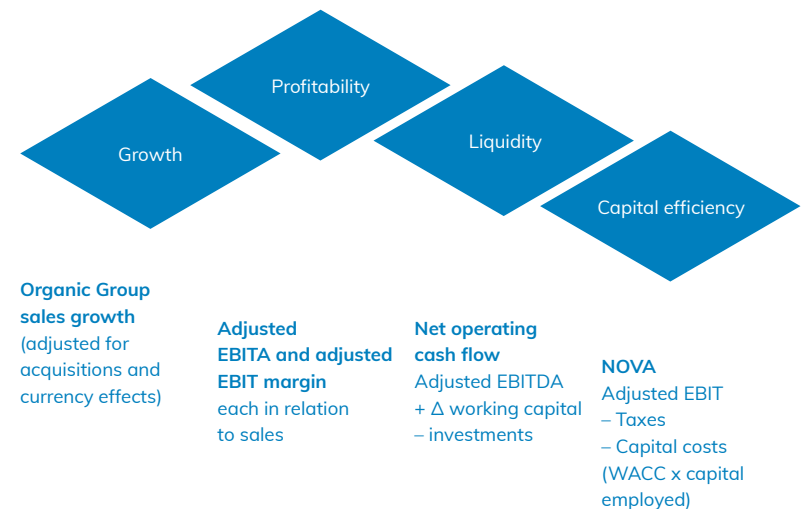 Growth
Profitability
Liquidity
Capital efficiency
Organic Group
sales growth
(adjusted for
acquisitions and
currency effects)
Adjusted
EBITA and adjusted
EBIT margin
each in relation
to sales
Net operating
cash flow
Adjusted EBITDA
+ Δ working capital
– investments
NOVA
Adjusted EBIT
– Taxes
– Capital costs
(WACC x capital
employed)